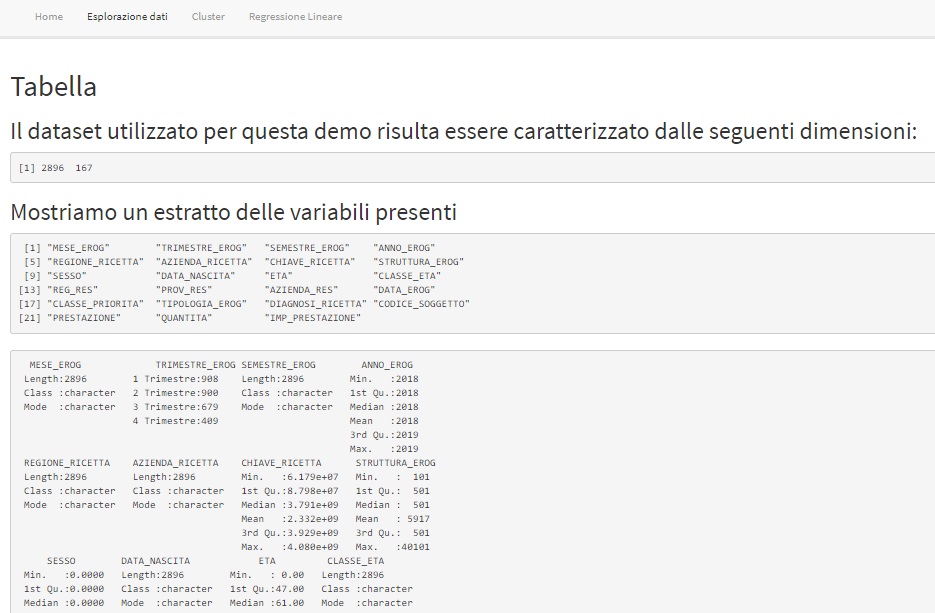 Home Esplorazione dati Cluster Regressione Lineare
Tabella
Il dataset utilizzato per questa demo risulta essere caratterizzato dalle seguenti dimensioni:
[1] 2896 167
Mostriamo un estratto delle variabili presenti
[1] "MESE_EROG" "TRIMESTRE_EROG" "SEMESTRE_EROG" "ANNO_EROG"
[5] "REGIONE_RICETTA" "AZIENDA_RICETTA" "CHIAVE_RICETTA" "STRUTTURA_EROG"
[9] "SESSO" "DATA_NASCITA" "ETA" "CLASSE_ETA"
[13] "REG_RES" "PROV_RES" "AZIENDA_RES" "DATA_EROG"
[17] "CLASSE_PRIORITA" "TIPOLOGIA_EROG" "DIAGNOSI_RICETTA" "CODICE_SOGGETTO"
[21] "PRESTAZIONE" "QUANTITA" "IMP_PRESTAZIONE"
MESE_EROG TRIMESTRE_EROG SEMESTRE_EROG ANNO_EROG
Length:2896 1 Trimestre:908 Length:2896 Min. :2018
Class :character 2 Trimestre:900 Class :character 1st Qu.:2018
Mode :character 3 Trimestre:679 Mode :character Median :2018
4 Trimestre:409 Mean :2018
3rd Qu.:2019
Max. :2019
REGIONE_RICETTA AZIENDA_RICETTA CHIAVE_RICETTA STRUTTURA_EROG
Length:2896 Length:2896 Min. :6.179e+07 Min. : 101
Class :character Class :character 1st Qu.:8.798e+07 1st Qu.: 501
Mode :character Mode :character Median :3.791e+09 Median : 501
Mean :2.332e+09 Mean : 5917
3rd Qu.:3.929e+09 3rd Qu.: 501
Max. :4.080e+09 Max. :40101
SESSO DATA_NASCITA ETA CLASSE_ETA
Min. :0.0000 Length:2896 Min. : 0.00 Length:2896
1st Qu.:0.0000 Class :character 1st Qu.:47.00 Class :character
Median :0.0000 Mode :character Median :61.00 Mode :character